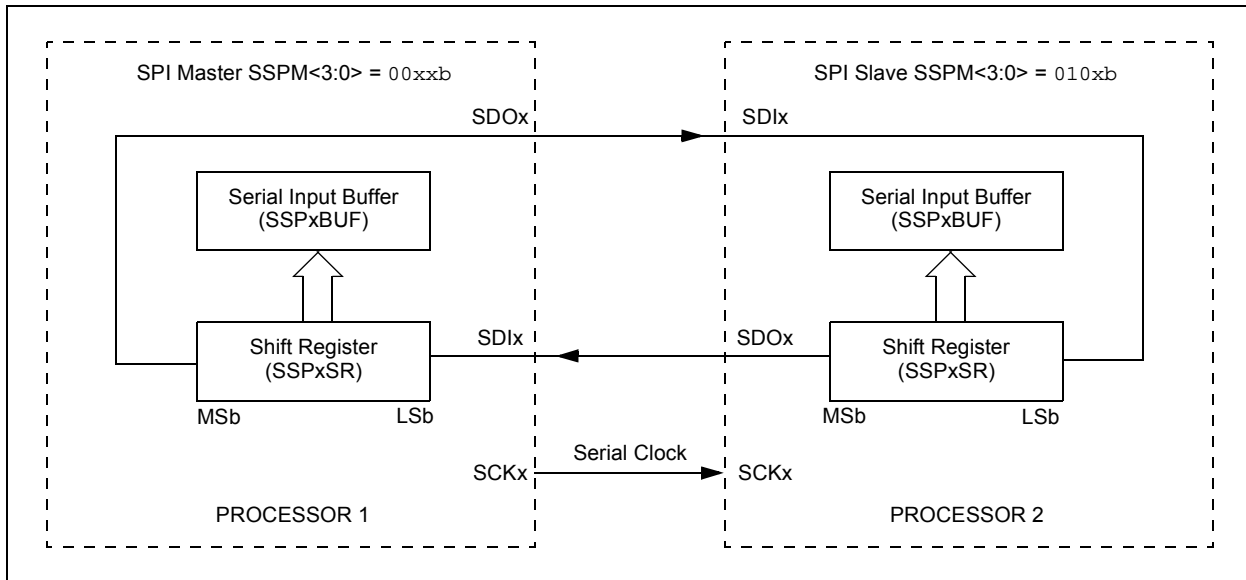 SPI Master SSPM<3:0> = 00xxb
SPI Slave SSPM<3:0> = 010xb
SDOx
SDIx
Serial Input Buffer
(SSPxBUF)
Serial Input Buffer
(SSPxBUF)
Shift Register
(SSPxSR)
SDIx
SDOx
Shift Register
(SSPxSR)
MSb
LSb
MSb
LSb
Serial Clock
SCKx
SCKx
PROCESSOR 1
PROCESSOR 2